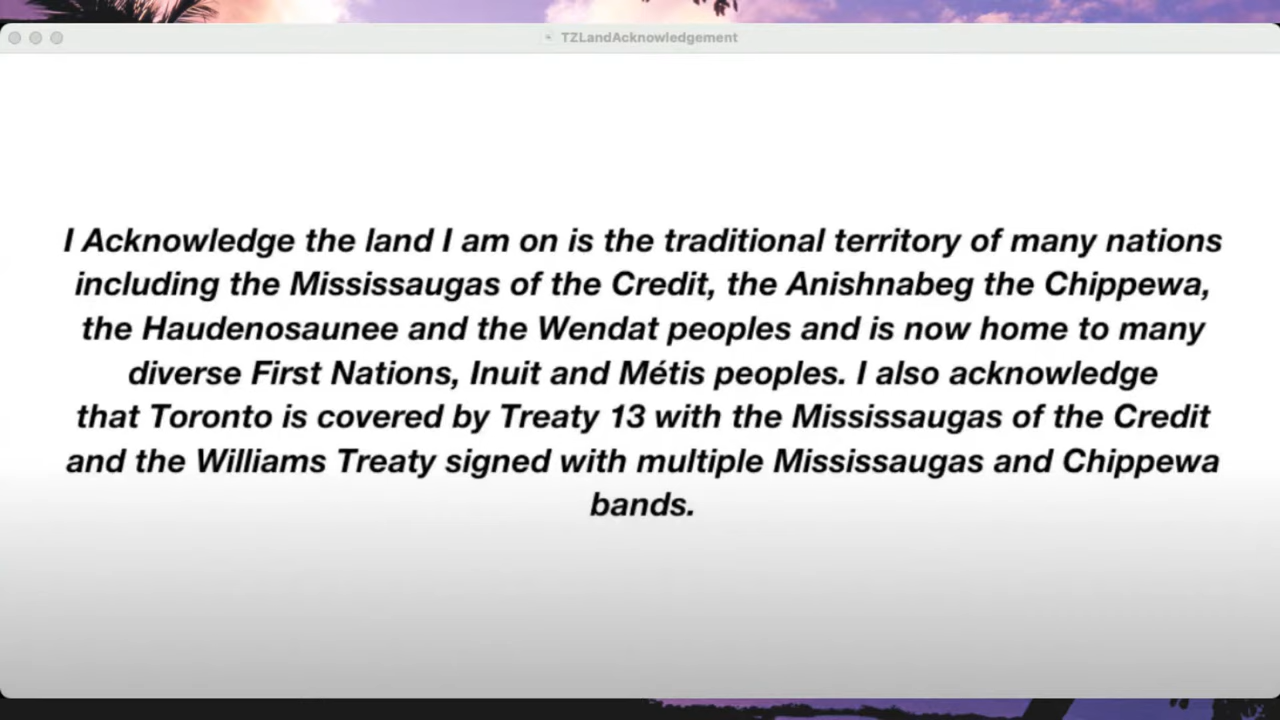 TZLandAcknowledgement
I Acknowledge the land I am on is the traditional territory of many nations
including the Mississaugas of the Credit, the Anishnabeg the Chippewa,
the Haudenosaunee and the Wendat peoples and is now home to many
diverse First Nations, Inuit and Métis peoples. I also acknowledge
that Toronto is covered by Treaty 13 with the Mississaugas of the Credit
and the Williams Treaty signed with multiple Mississaugas and Chippewa
bands.